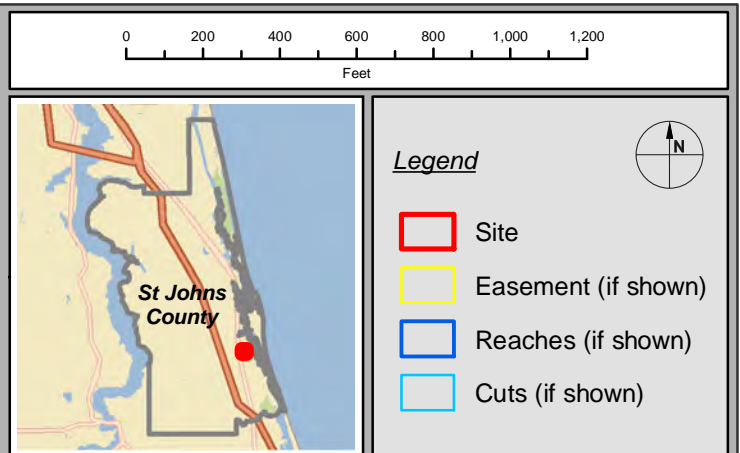 0 200 400 600 800 1,000 1,200
Feet
St Johns
County
Legend
N
Site
Easement (if shown)
Reaches (if shown)
Cuts (if shown)